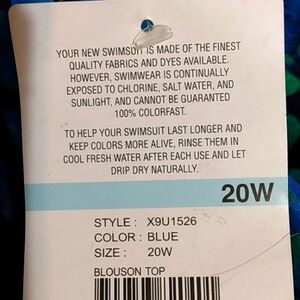 YOUR NEW SWIMSUIT IS MADE OF THE FINEST
QUALITY FABRICS AND DYES AVAILABLE.
HOWEVER, SWIMWEAR IS CONTINUALLY
EXPOSED TO CHLORINE, SALT WATER, AND
SUNLIGHT, AND CANNOT BE GUARANTED
100% COLORFAST.
TO HELP YOUR SWIMSUIT LAST LONGER AND
KEEP COLORS MORE ALIVE, RINSE THEM IN
COOL FRESH WATER AFTER EACH USE AND LET
DRIP DRY NATURALLY.
20W
STYLE : X9U1526
COLOR : BLUE
SIZE : 20W
BLOUSON TOP